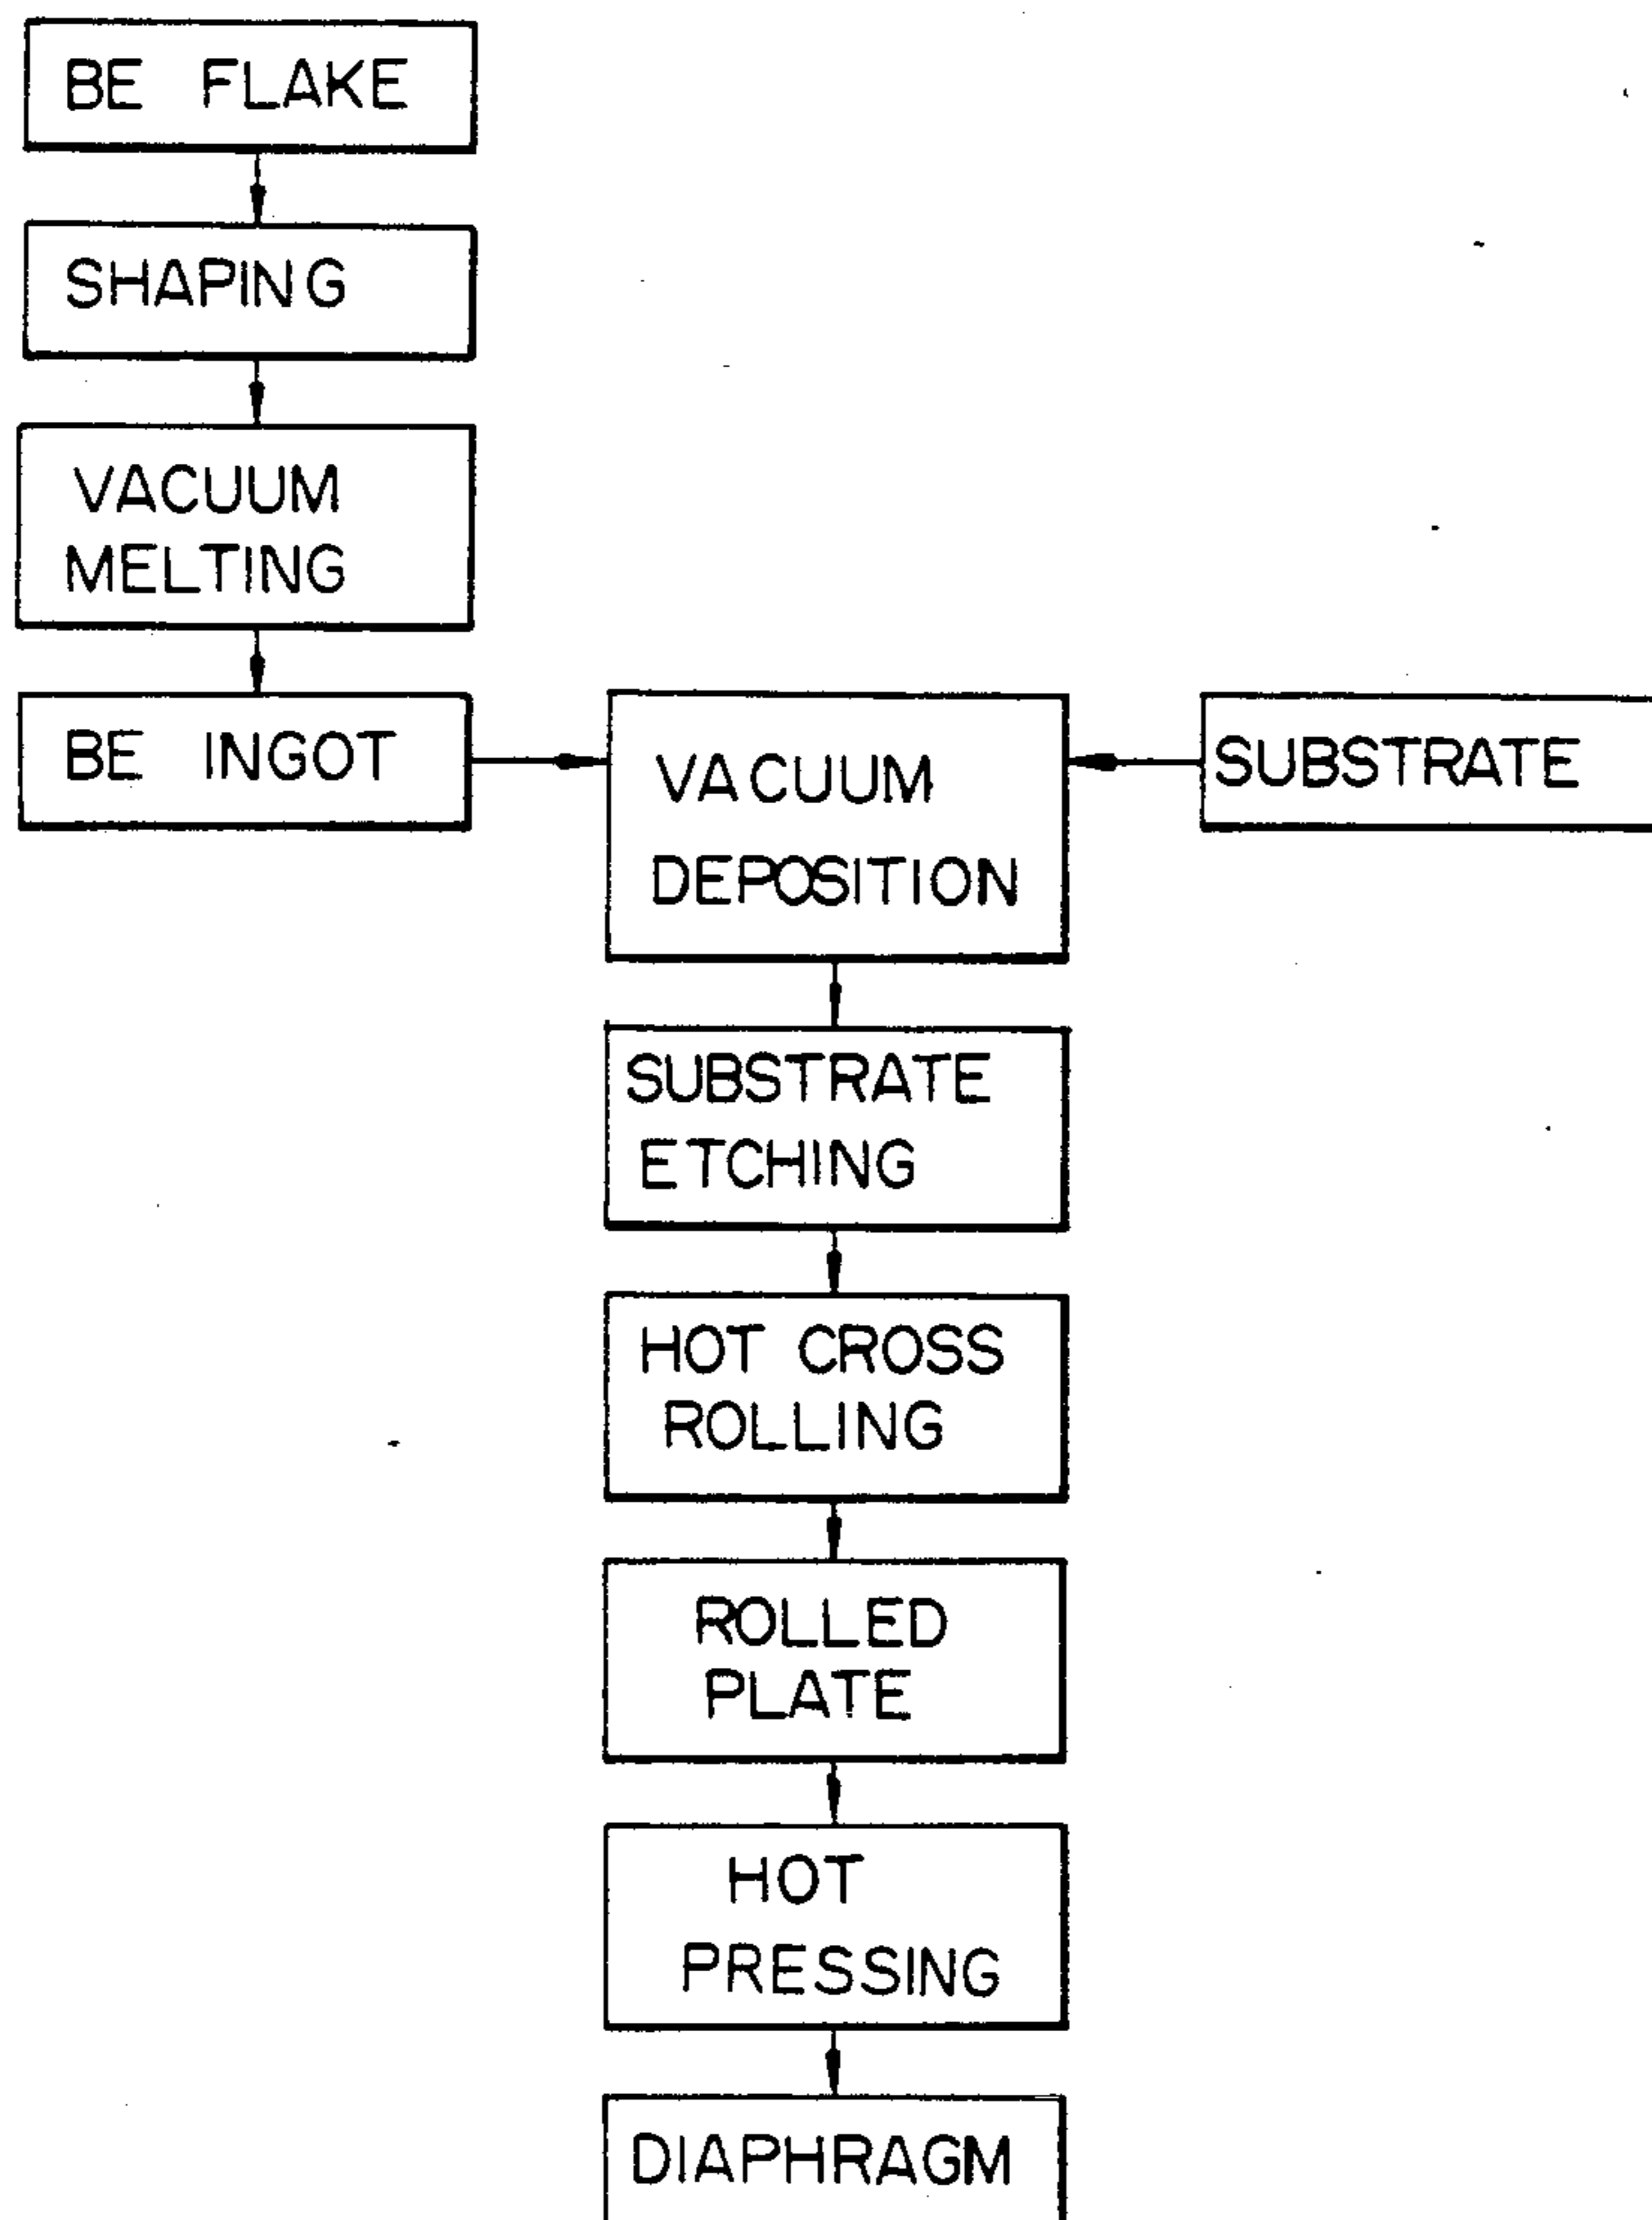 BE FLAKE
SHAPING
VACUUM
MELTING
BE INGOT
VACUUM
DEPOSITION
SUBSTRATE
SUBSTRATE
ETCHING
HOT CROSS
ROLLING
ROLLED
PLATE
HOT
PRESSING
DIAPHRAGM